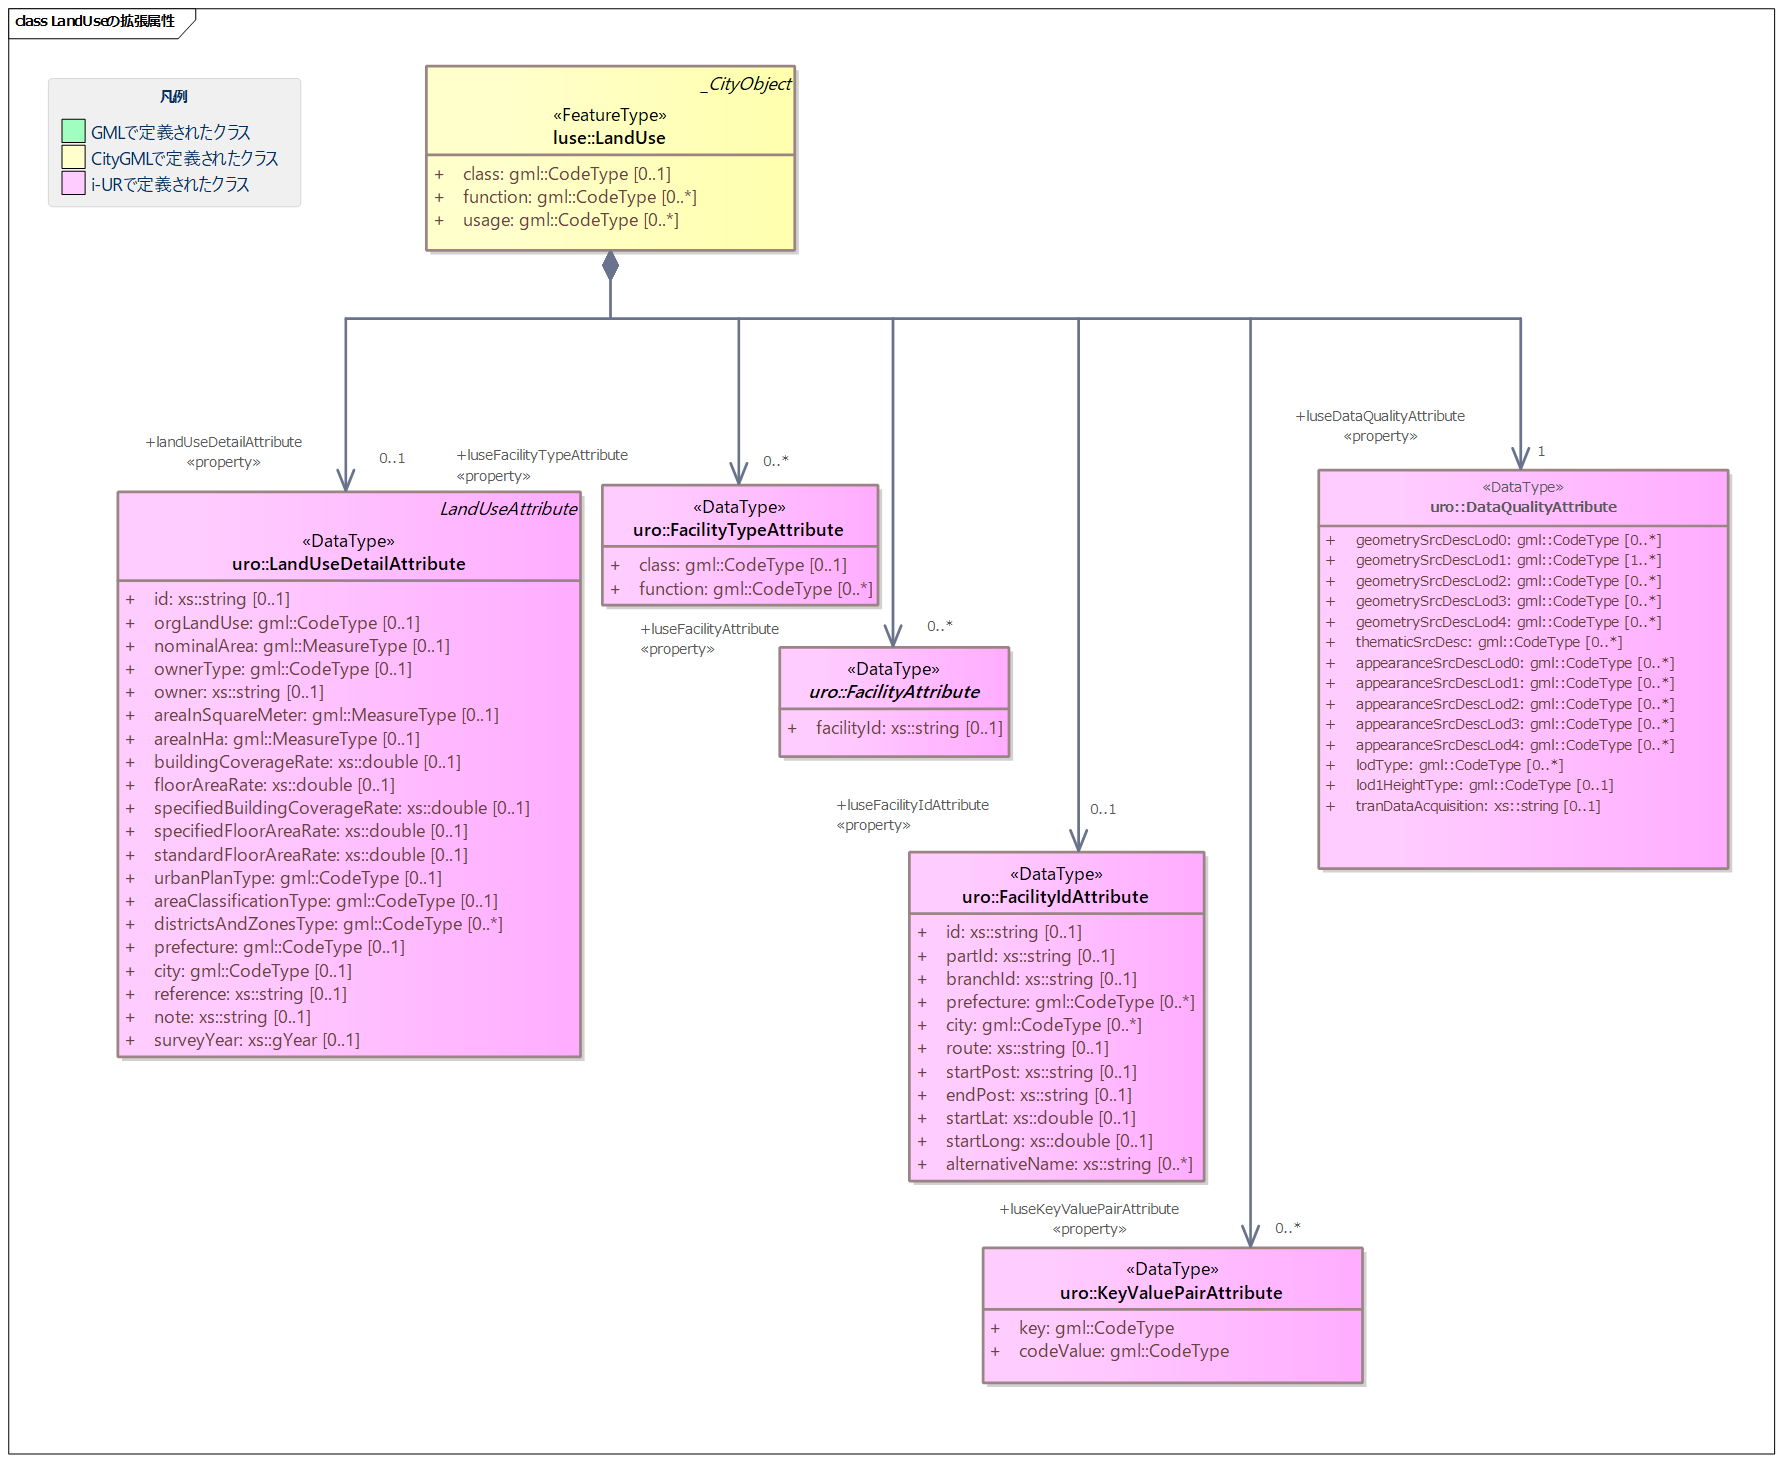 class LandUseの拡張属性
凡例
GMLで定義されたクラス
CityGMLで定義されたクラス
i-URで定義されたクラス
_CityObject
«FeatureType»
luse::LandUse
+ class: gml::CodeType [0..1]
+ function: gml::CodeType [0..*]
+ usage: gml::CodeType [0..*]
+landUseDetailAttribute
«property»
0..1
LandUseAttribute
«DataType»
uro::LandUseDetailAttribute
+ id: xs::string [0..1]
+ orgLandUse: gml::CodeType [0..1]
+ nominalArea: gml::MeasureType [0..1]
+ ownerType: gml::CodeType [0..1]
+ owner: xs::string [0..1]
+ areaInSquareMeter: gml::MeasureType [0..1]
+ areaInHa: gml::MeasureType [0..1]
+ buildingCoverageRate: xs::double [0..1]
+ floorAreaRate: xs::double [0..1]
+ specifiedBuildingCoverageRate: xs::double [0..1]
+ specifiedFloorAreaRate: xs::double [0..1]
+ standardFloorAreaRate: xs::double [0..1]
+ urbanPlanType: gml::CodeType [0..1]
+ areaClassificationType: gml::CodeType [0..1]
+ districtsAndZonesType: gml::CodeType [0..*]
+ prefecture: gml::CodeType [0..1]
+ city: gml::CodeType [0..1]
+ reference: xs::string [0..1]
+ note: xs::string [0..1]
+ surveyYear: xs::gYear [0..1]
+luseFacilityTypeAttribute
«property»
0..*
«DataType»
uro::FacilityTypeAttribute
+ class: gml::CodeType [0..1]
+ function: gml::CodeType [0..*]
+luseFacilityAttribute
«property»
0..*
«DataType»
uro::FacilityAttribute
+ facilityId: xs::string [0..1]
+luseFacilityIdAttribute
«property»
0..1
«DataType»
uro::FacilityIdAttribute
+ id: xs::string [0..1]
+ partId: xs::string [0..1]
+ branchId: xs::string [0..1]
+ prefecture: gml::CodeType [0..*]
+ city: gml::CodeType [0..*]
+ route: xs::string [0..1]
+ startPost: xs::string [0..1]
+ endPost: xs::string [0..1]
+ startLat: xs::double [0..1]
+ startLong: xs::double [0..1]
+ alternativeName: xs::string [0..*]
+luseKeyValuePairAttribute
«property»
0..*
«DataType»
uro::KeyValuePairAttribute
+ key: gml::CodeType
+ codeValue: gml::CodeType
+luseDataQualityAttribute
«property»
1
«DataType»
uro::DataQualityAttribute
+ geometrySrcDescLod0: gml::CodeType [0..*]
+ geometrySrcDescLod1: gml::CodeType [1..*]
+ geometrySrcDescLod2: gml::CodeType [0..*]
+ geometrySrcDescLod3: gml::CodeType [0..*]
+ geometrySrcDescLod4: gml::CodeType [0..*]
+ thematicSrcDesc: gml::CodeType [0..*]
+ appearanceSrcDescLod0: gml::CodeType [0..*]
+ appearanceSrcDescLod1: gml::CodeType [0..*]
+ appearanceSrcDescLod2: gml::CodeType [0..*]
+ appearanceSrcDescLod3: gml::CodeType [0..*]
+ appearanceSrcDescLod4: gml::CodeType [0..*]
+ lodType: gml::CodeType [0..*]
+ lod1HeightType: gml::CodeType [0..1]
+ tranDataAcquisition: xs::string [0..1]